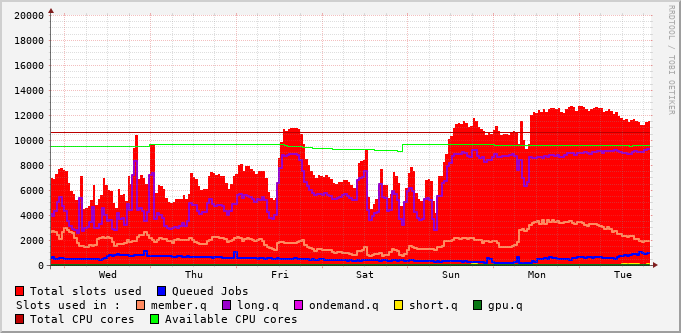 20000
18000
16000
14000
12000
10000
8000
6000
4000
2000
0
Wed Thu Fri Sat Sun Mon Tue
Total slots used Queued Jobs
Slots used in : member.q long.q ondemand.q short.q gpu.q
Total CPU cores Available CPU cores
RRDTOOL / TOBI OETIKER